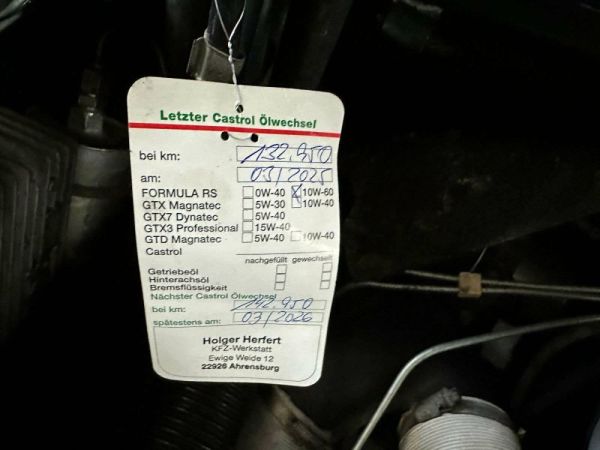 Letzter Castrol Ölwechsel
bei km: 132.950
am: 03/2025
FORMULA RS 0W-40 10W-60
GTX Magnatec 5W-30 10W-40
GTX7 Dynatec 5W-40
GTX3 Professional 15W-40
GTD Magnatec 5W-40 10W-40
Castrol
nachgefüllt gewechselt
Getriebeöl
Hinterachsöl
Bremsflüssigkeit
Nächster Castrol Ölwechsel
bei km: 142.950
spätestens am: 03/2026
Holger Herfert
KFZ-Werkstatt
Ewige Weide 12
22926 Ahrensburg